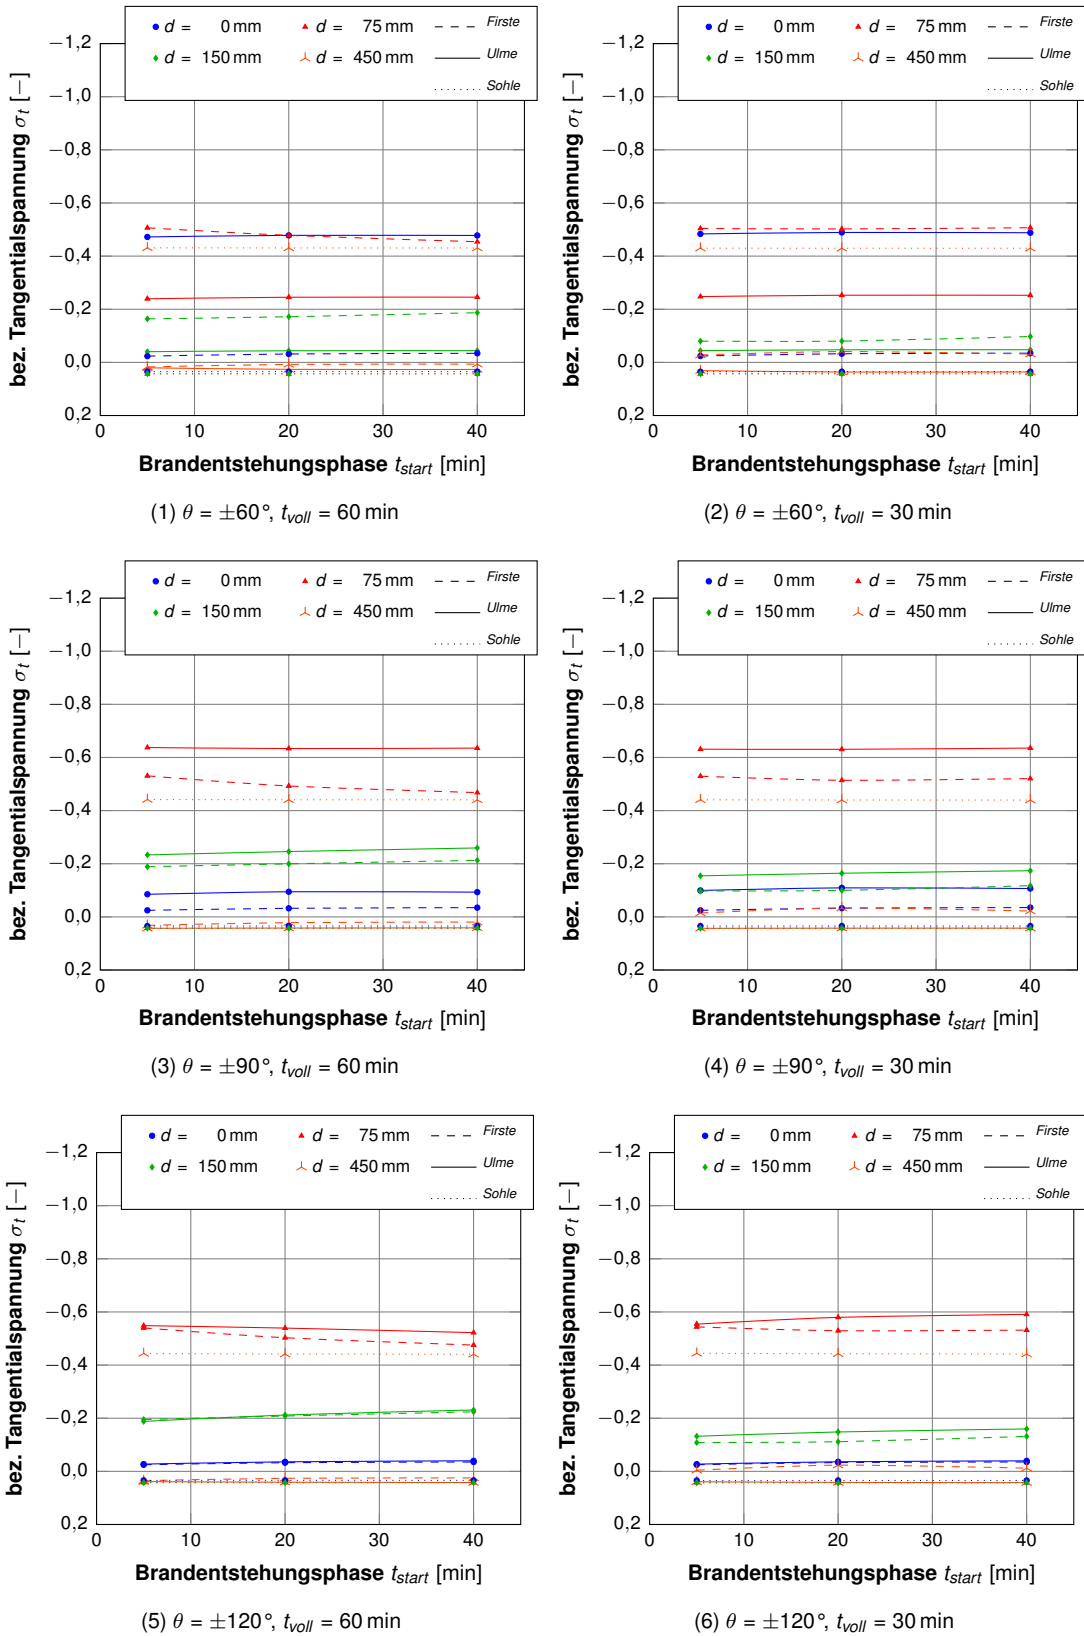 d = 0 mm d = 75 mm Firste
d = 150 mm d = 450 mm Ulme
Sohle
−1,2
−1,0
−0,8
−0,6
−0,4
−0,2
0,0
0,2
0 10 20 30 40
bez. Tangentialspannung σt [−]
Brandentstehungsphase tstart [min]
(1) θ = ±60°, tvoll = 60 min
d = 0 mm d = 75 mm Firste
d = 150 mm d = 450 mm Ulme
Sohle
−1,2
−1,0
−0,8
−0,6
−0,4
−0,2
0,0
0,2
0 10 20 30 40
bez. Tangentialspannung σt [−]
Brandentstehungsphase tstart [min]
(2) θ = ±60°, tvoll = 30 min
d = 0 mm d = 75 mm Firste
d = 150 mm d = 450 mm Ulme
Sohle
−1,2
−1,0
−0,8
−0,6
−0,4
−0,2
0,0
0,2
0 10 20 30 40
bez. Tangentialspannung σt [−]
Brandentstehungsphase tstart [min]
(3) θ = ±90°, tvoll = 60 min
d = 0 mm d = 75 mm Firste
d = 150 mm d = 450 mm Ulme
Sohle
−1,2
−1,0
−0,8
−0,6
−0,4
−0,2
0,0
0,2
0 10 20 30 40
bez. Tangentialspannung σt [−]
Brandentstehungsphase tstart [min]
(4) θ = ±90°, tvoll = 30 min
d = 0 mm d = 75 mm Firste
d = 150 mm d = 450 mm Ulme
Sohle
−1,2
−1,0
−0,8
−0,6
−0,4
−0,2
0,0
0,2
0 10 20 30 40
bez. Tangentialspannung σt [−]
Brandentstehungsphase tstart [min]
(5) θ = ±120°, tvoll = 60 min
d = 0 mm d = 75 mm Firste
d = 150 mm d = 450 mm Ulme
Sohle
−1,2
−1,0
−0,8
−0,6
−0,4
−0,2
0,0
0,2
0 10 20 30 40
bez. Tangentialspannung σt [−]
Brandentstehungsphase tstart [min]
(6) θ = ±120°, tvoll = 30 min